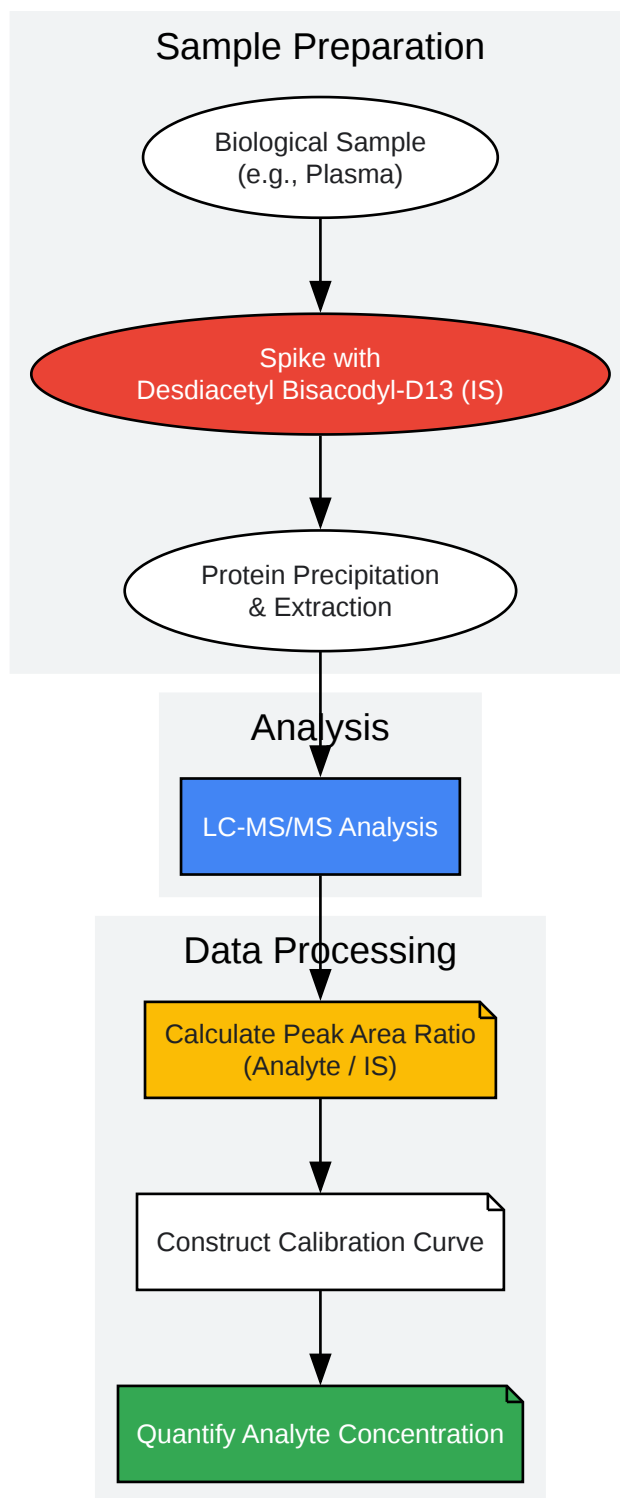 Sample Preparation
Biological Sample
(e.g., Plasma)
Spike with
Desdiacetyl Bisacodyl-D13 (IS)
Protein Precipitation
& Extraction
Analysis
LC-MS/MS Analysis
Data Processing
Calculate Peak Area Ratio
(Analyte / IS)
Construct Calibration Curve
Quantify Analyte Concentration